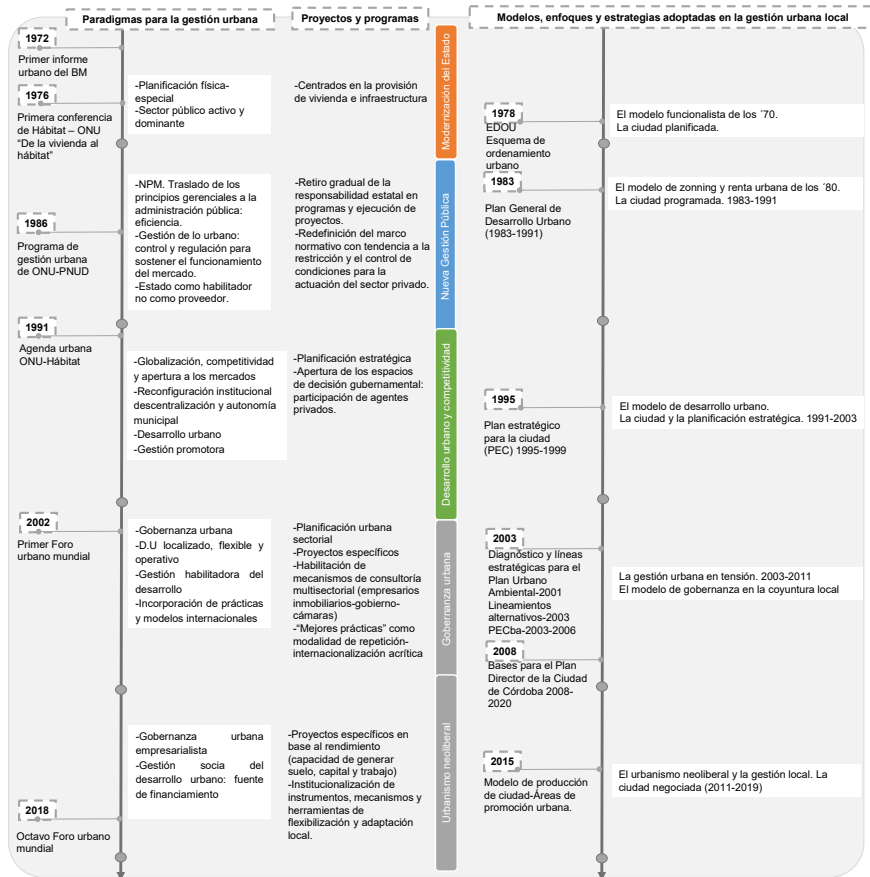 Paradigmas para la gestión urbana
Proyectos y programas
Modelos, enfoques y estrategias adoptadas en la gestión urbana local
1972
Primer informe
urbano del BM
1976
Primera conferencia
de Hábitat – ONU
“De la vivienda al
hábitat”
1986
Programa de
gestión urbana
de ONU-PNUD
1991
Agenda urbana
ONU-Hábitat
2002
Primer Foro
urbano mundial
2018
Octavo Foro urbano
mundial
-Planificación física-
especial
-Sector público activo y
dominante
-NPM. Traslado de los
principios gerenciales a la
administración pública:
eficiencia.
-Gestión de lo urbano:
control y regulación para
sostener el funcionamiento
del mercado.
-Estado como habilitador
no como proveedor.
-Globalización, competitividad
y apertura a los mercados
-Reconfiguración institucional
descentralización y autonomía
municipal
-Desarrollo urbano
-Gestión promotora
-Gobernanza urbana
-D.U localizado, flexible y
operativo
-Gestión habilitadora del
desarrollo
-Incorporación de prácticas
y modelos internacionales
-Gobernanza urbana
empresarialista
-Gestión socia del
desarrollo urbano: fuente
de financiamiento
-Centrados en la provisión
de vivienda e infraestructura
-Retiro gradual de la
responsabilidad estatal en
programas y ejecución de
proyectos.
-Redefinición del marco
normativo con tendencia a la
restricción y el control de
condiciones para la
actuación del sector privado.
-Planificación estratégica
-Apertura de los espacios
de decisión gubernamental:
participación de agentes
privados.
-Planificación urbana
sectorial
-Proyectos específicos
-Habilitación de
mecanismos de consultoría
multisectorial (empresarios
inmobiliarios-gobierno-
cámaras)
-“Mejores prácticas” como
modalidad de repetición-
internacionalización acrítica
-Proyectos específicos en
base al rendimiento
(capacidad de generar
suelo, capital y trabajo)
-Institucionalización de
instrumentos, mecanismos y
herramientas de
flexibilización y adaptación
local.
Modernización del Estado
Nueva Gestión Pública
Desarrollo urbano y competitividad
Gobernanza urbana
Urbanismo neoliberal
1978
EDOU
Esquema de
ordenamiento
urbano
1983
Plan General de
Desarrollo Urbano
(1983-1991)
1995
Plan estratégico
para la ciudad
(PEC) 1995-1999
2003
Diagnóstico y líneas
estratégicas para el
Plan Urbano
Ambiental-2001
Lineamientos
alternativos-2003
PECba-2003-2006
2008
Bases para el Plan
Director de la Ciudad
de Córdoba 2008-
2020
2015
Modelo de producción
de ciudad-Áreas de
promoción urbana.
El modelo funcionalista de los ´70.
La ciudad planificada.
El modelo de zonning y renta urbana de los ´80.
La ciudad programada. 1983-1991
El modelo de desarrollo urbano.
La ciudad y la planificación estratégica. 1991-2003
La gestión urbana en tensión. 2003-2011
El modelo de gobernanza en la coyuntura local
El urbanismo neoliberal y la gestión local. La
ciudad negociada (2011-2019)